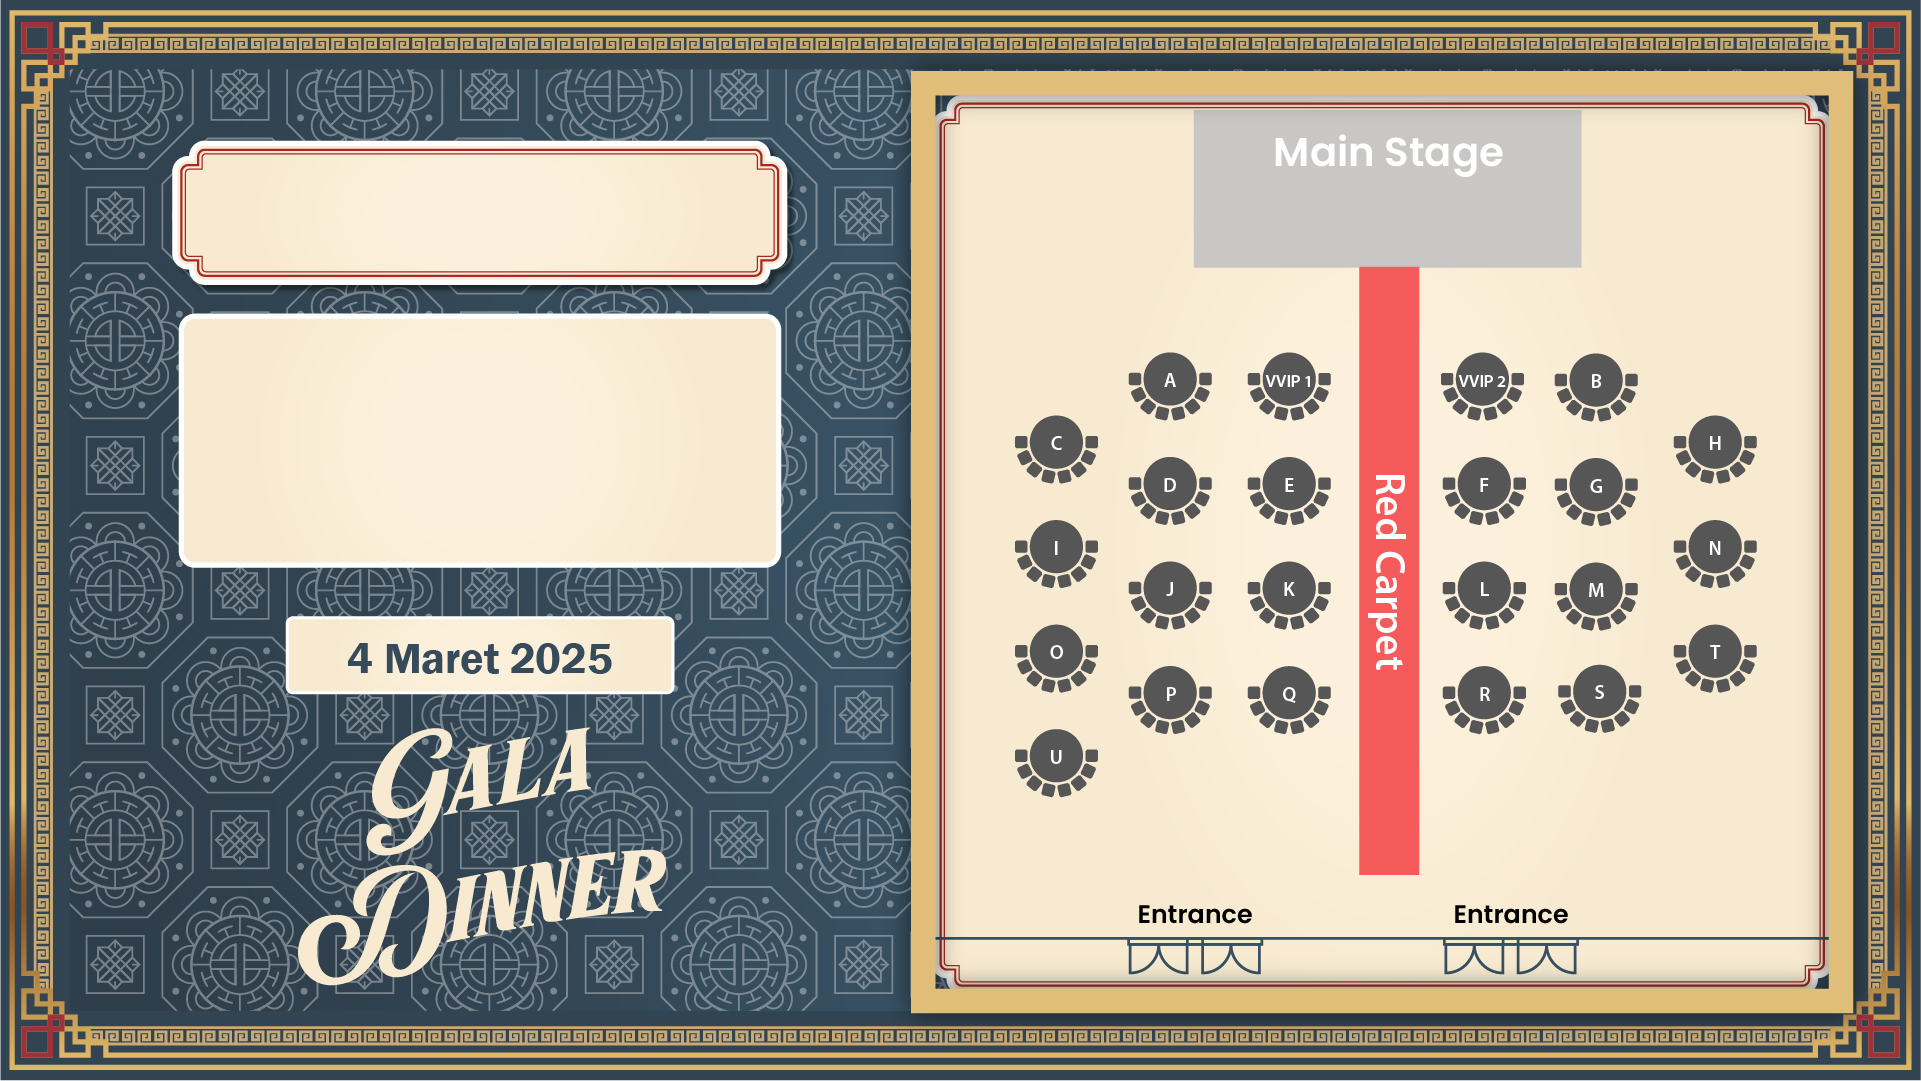 4 Maret 2025
GALA
DINNER
Main Stage
A
VVIP 1
VVIP 2
B
C
H
D
E
F
G
I
N
J
K
L
M
O
T
P
Q
R
S
U
Red Carpet
Entrance
Entrance